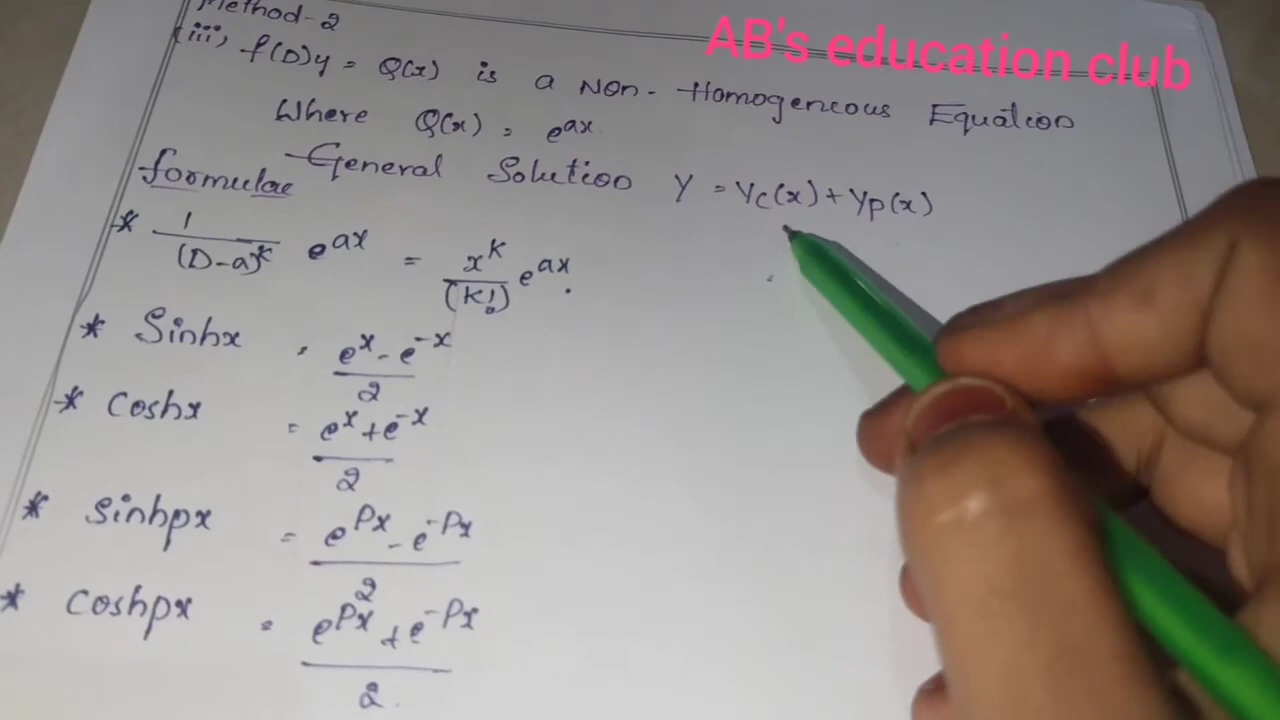 Method-2
AB's education club
(iii) f(D)y = Q(x) is a Non-Homogeneous Equation
Where Q(x) = e^ax
General Solution Y = Yc(x) + Yp(x)
formulae
* 1/(D-a)^k e^ax = x^k/(k!) e^ax.
* Sinhx = e^x - e^-x / 2
* Coshx = e^x + e^-x / 2
* Sinhpx = e^Px - e^-Px / 2
* Coshpx = e^Px + e^-Px / 2.